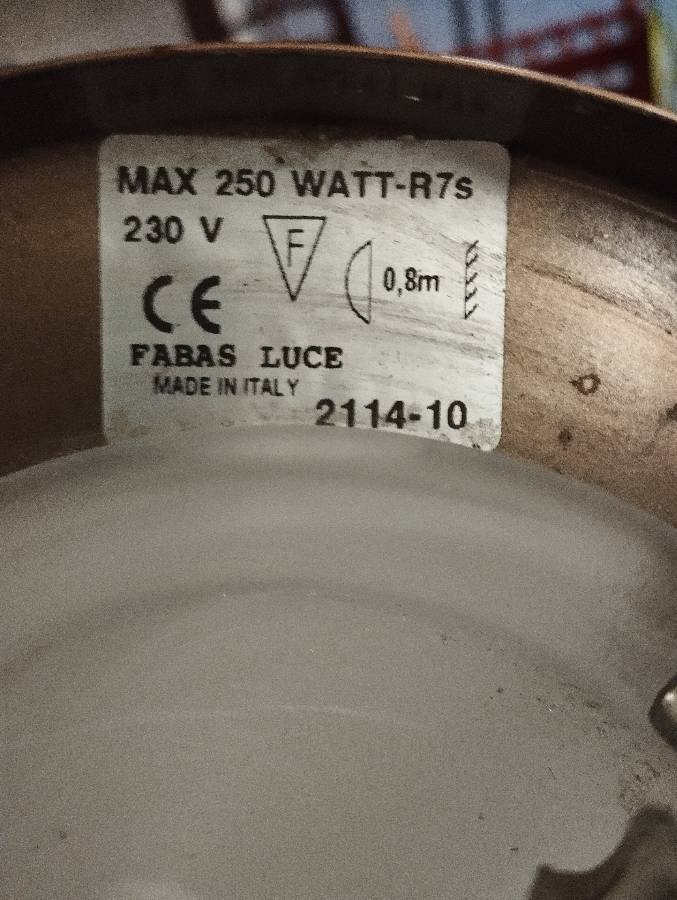 MAX 250 WATT-R7s
230 V
F
0,8m
CE
FABAS LUCE
MADE IN ITALY
2114-10